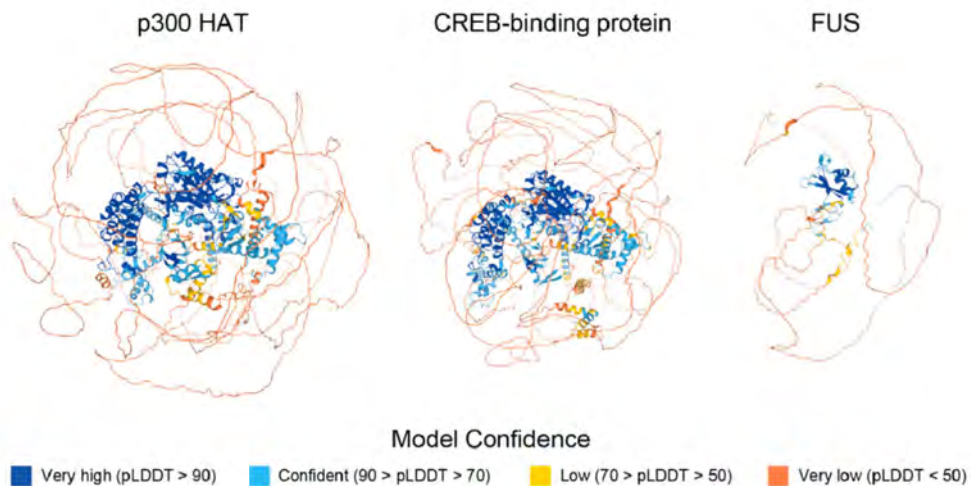 p300 HAT CREB-binding protein FUS
Model Confidence
Very high (pLDDT > 90) Confident (90 > pLDDT > 70) Low (70 > pLDDT > 50) Very low (pLDDT < 50)